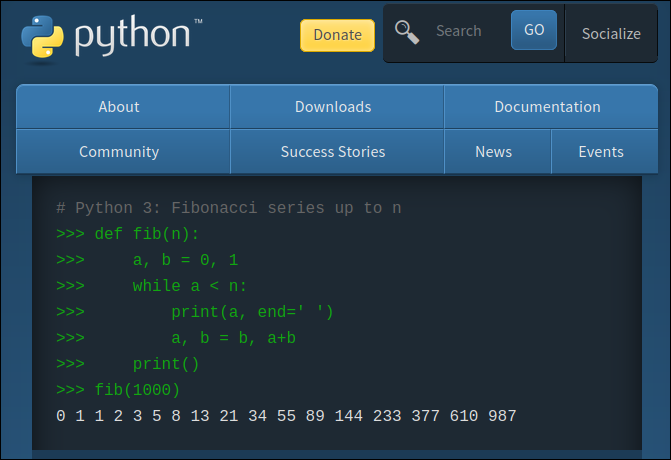 python™
Donate
Search
GO
Socialize
About
Downloads
Documentation
Community
Success Stories
News
Events
# Python 3: Fibonacci series up to n
>>> def fib(n):
>>>     a, b = 0, 1
>>>     while a < n:
>>>         print(a, end=' ')
>>>         a, b = b, a+b
>>>     print()
>>> fib(1000)
0 1 1 2 3 5 8 13 21 34 55 89 144 233 377 610 987